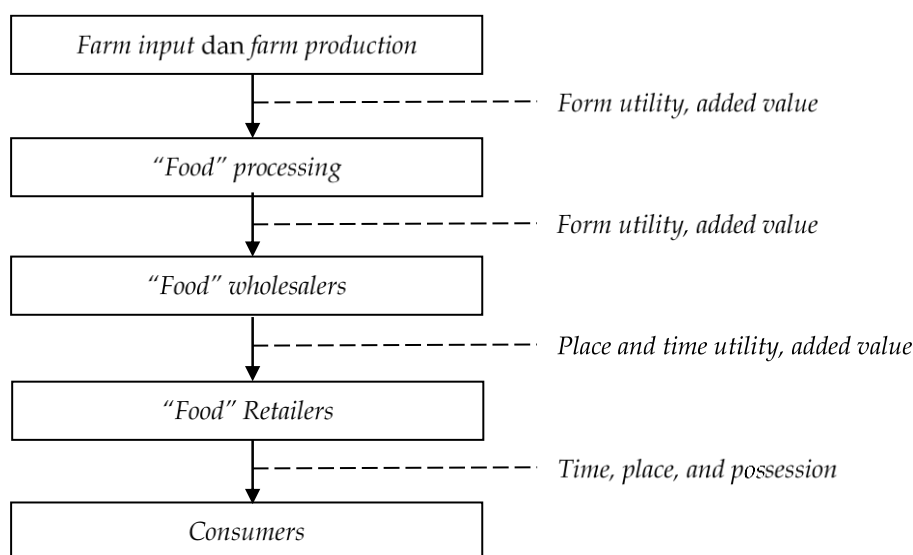 Farm input dan farm production
Form utility, added value
“Food” processing
Form utility, added value
“Food” wholesalers
Place and time utility, added value
“Food” Retailers
Time, place, and possession
Consumers